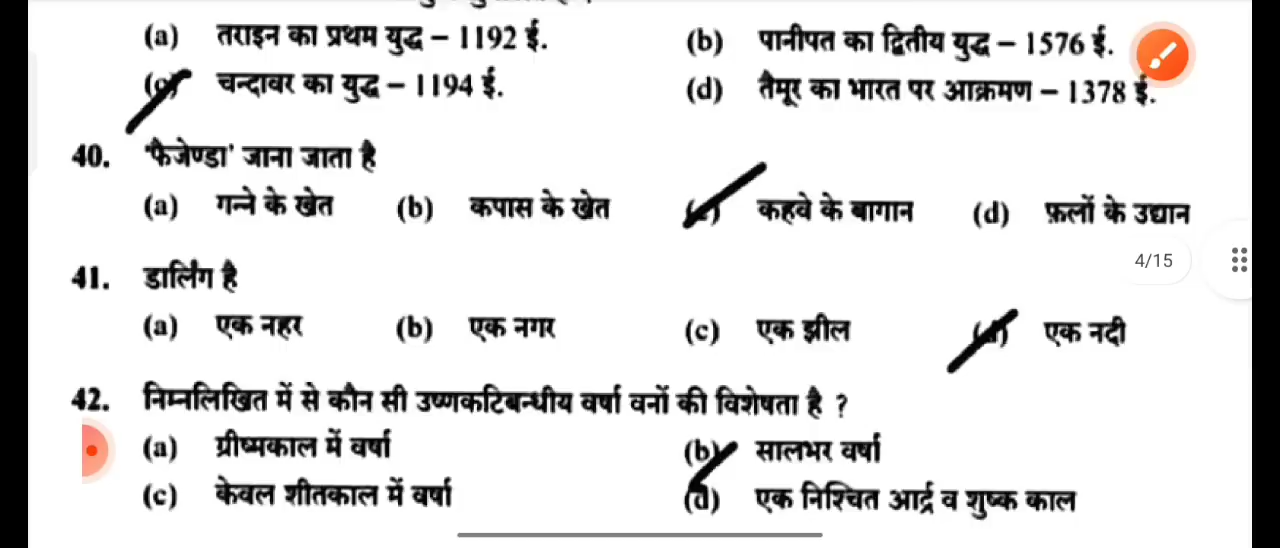 (a) तराइन का प्रथम युद्ध – 1192 ई. (b) पानीपत का द्वितीय युद्ध – 1576 ई.
(c) चन्दावर का युद्ध – 1194 ई. (d) तैमूर का भारत पर आक्रमण – 1378 ई.
40. 'फैजेण्डा' जाना जाता है
(a) गन्ने के खेत (b) कपास के खेत (c) कहवे के बागान (d) फ़लों के उद्यान
4/15
41. डार्लिंग है
(a) एक नहर (b) एक नगर (c) एक झील (d) एक नदी
42. निम्नलिखित में से कौन सी उष्णकटिबन्धीय वर्षा वनों की विशेषता है ?
(a) ग्रीष्मकाल में वर्षा (b) सालभर वर्षा
(c) केवल शीतकाल में वर्षा (d) एक निश्चित आर्द्र व शुष्क काल